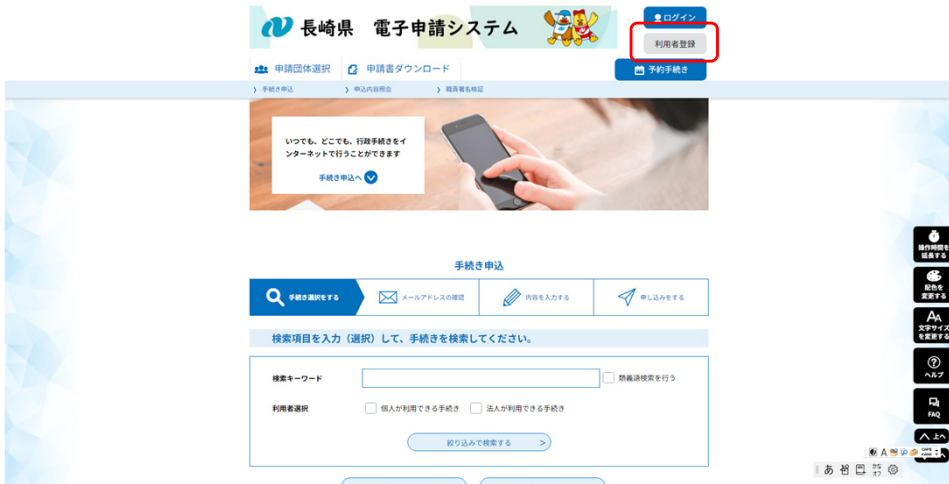 長崎県 電子申請システム
ログイン
利用者登録
申請団体選択
申請書ダウンロード
予約手続き
手続き申込
申込内容照会
職責署名検証
いつでも、どこでも、行政手続きをイ
ンターネットで行うことができます
手続き申込へ
操作時間を
延長する
配色を
変更する
文字サイズ
を変更する
ヘルプ
FAQ
上へ
手続き申込
手続き選択をする
メールアドレスの確認
内容を入力する
申し込みをする
検索項目を入力（選択）して、手続きを検索してください。
検索キーワード
類義語検索を行う
利用者選択
個人が利用できる手続き
法人が利用できる手続き
絞り込みで検索する >